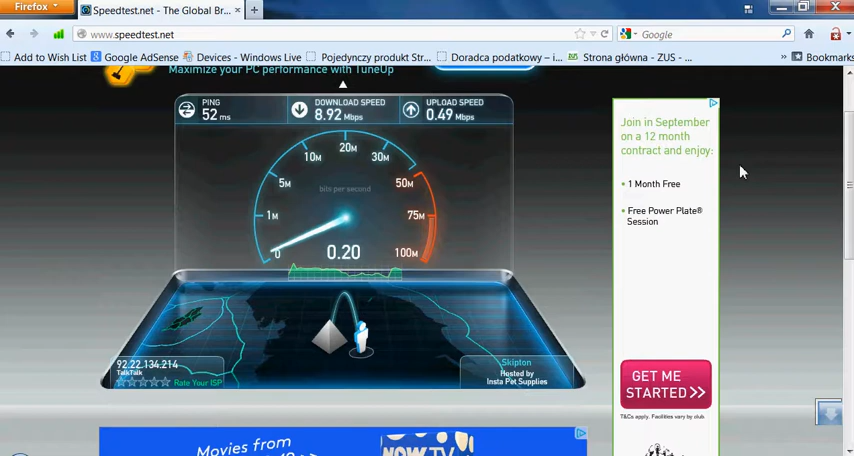 Firefox
Speedtest.net - The Global Br...
www.speedtest.net
Google
Add to Wish List
Google AdSense
Devices - Windows Live
Pojedynczy produkt Str...
Doradca podatkowy – i...
Strona główna - ZUS - ...
Bookmarks
Maximize your PC performance with TuneUp
PING
52 ms
DOWNLOAD SPEED
8.92 Mbps
UPLOAD SPEED
0.49 Mbps
20M
10M
30M
5M
50M
bits per second
1M
75M
0
100M
0.20
92.22.134.214
TalkTalk
Rate Your ISP
Skipton
Hosted by
Insta Pet Supplies
Join in September
on a 12 month
contract and enjoy:
• 1 Month Free
• Free Power Plate®
Session
GET ME
STARTED >>
T&Cs apply. Facilities vary by club.
Movies from
NOW TV